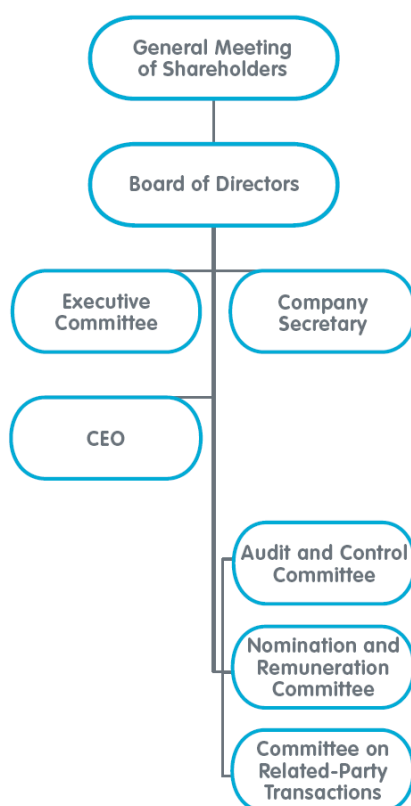 General Meeting
of Shareholders
Board of Directors
Executive
Committee
Company
Secretary
CEO
Audit and Control
Committee
Nomination and
Remuneration
Committee
Committee on
Related-Party
Transactions